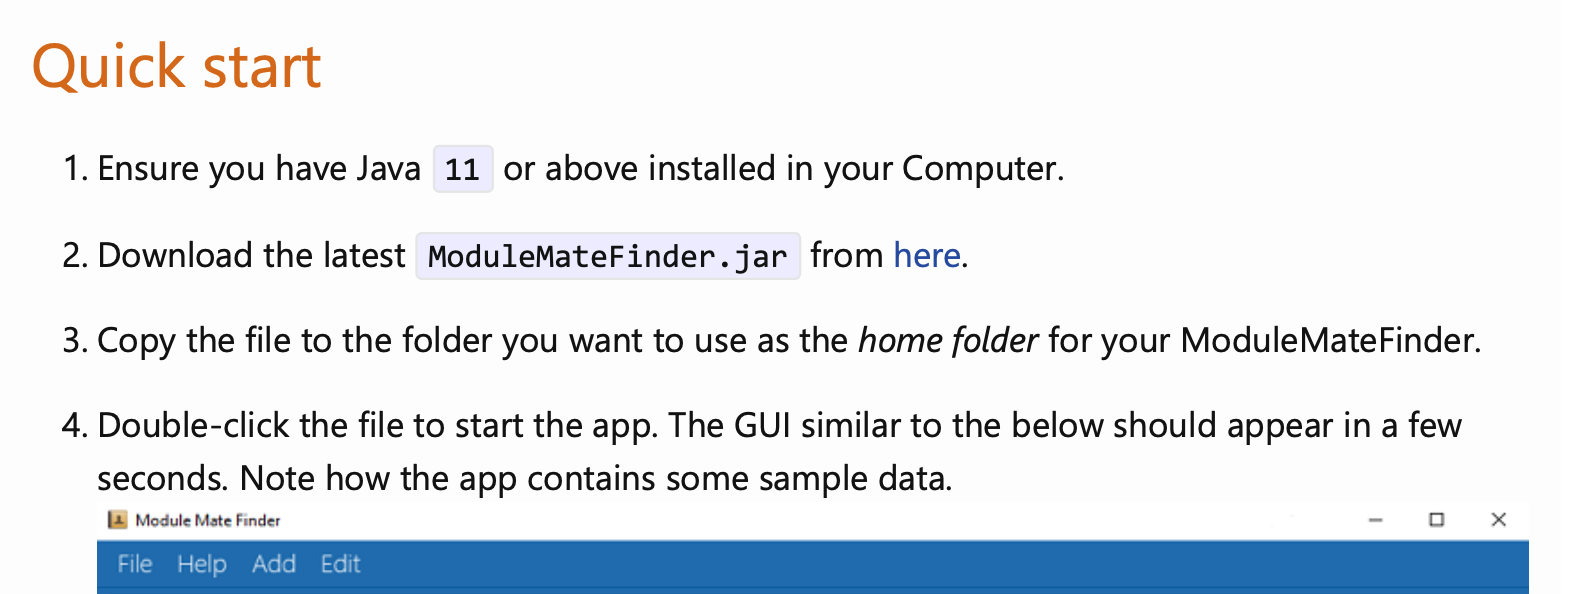 Quick start
1. Ensure you have Java 11 or above installed in your Computer.
2. Download the latest ModuleMateFinder.jar from here.
3. Copy the file to the folder you want to use as the home folder for your ModuleMateFinder.
4. Double-click the file to start the app. The GUI similar to the below should appear in a few
seconds. Note how the app contains some sample data.
Module Mate Finder
File Help Add Edit